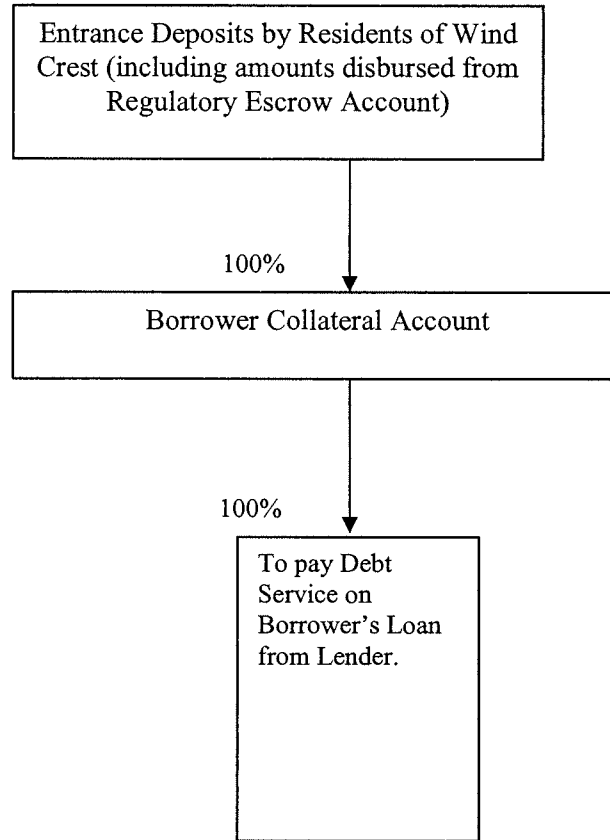 Entrance Deposits by Residents of Wind
Crest (including amounts disbursed from
Regulatory Escrow Account)
100%
Borrower Collateral Account
100%
To pay Debt
Service on
Borrower's Loan
from Lender.